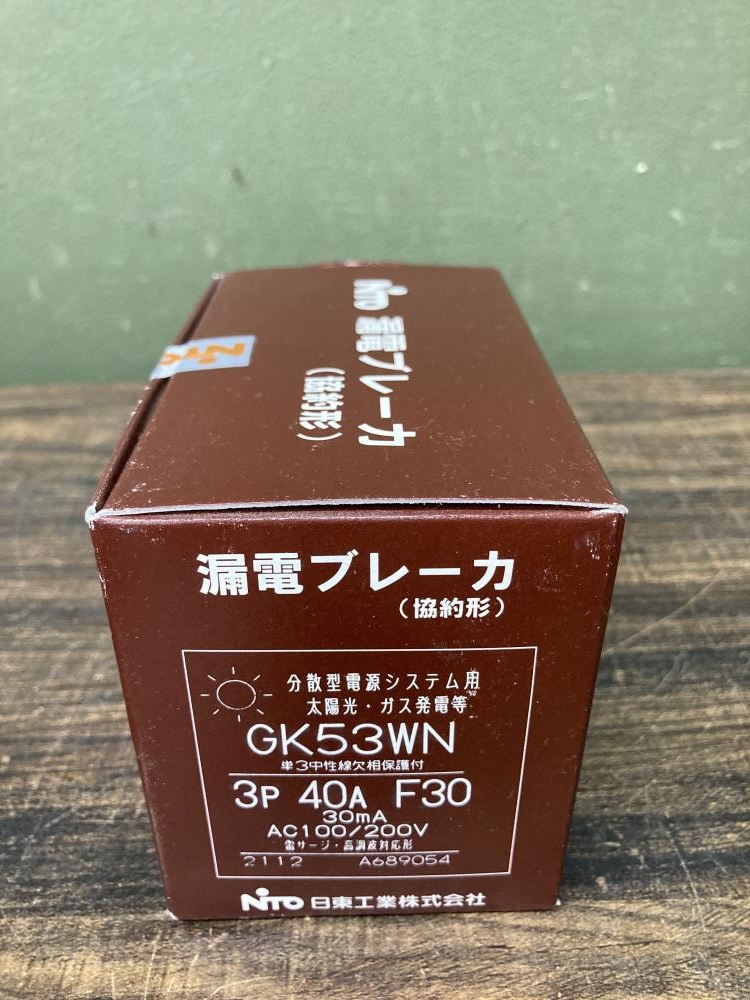 NITO 漏電ブレーカ
（協約形）
漏電ブレーカ
（協約形）
分散型電源システム用
太陽光・ガス発電等
GK53WN
単3中性線欠相保護付
3P 40A F30
30mA
AC100/200V
雷サージ・高調波対応形
2112 A689054
NITO 日東工業株式会社